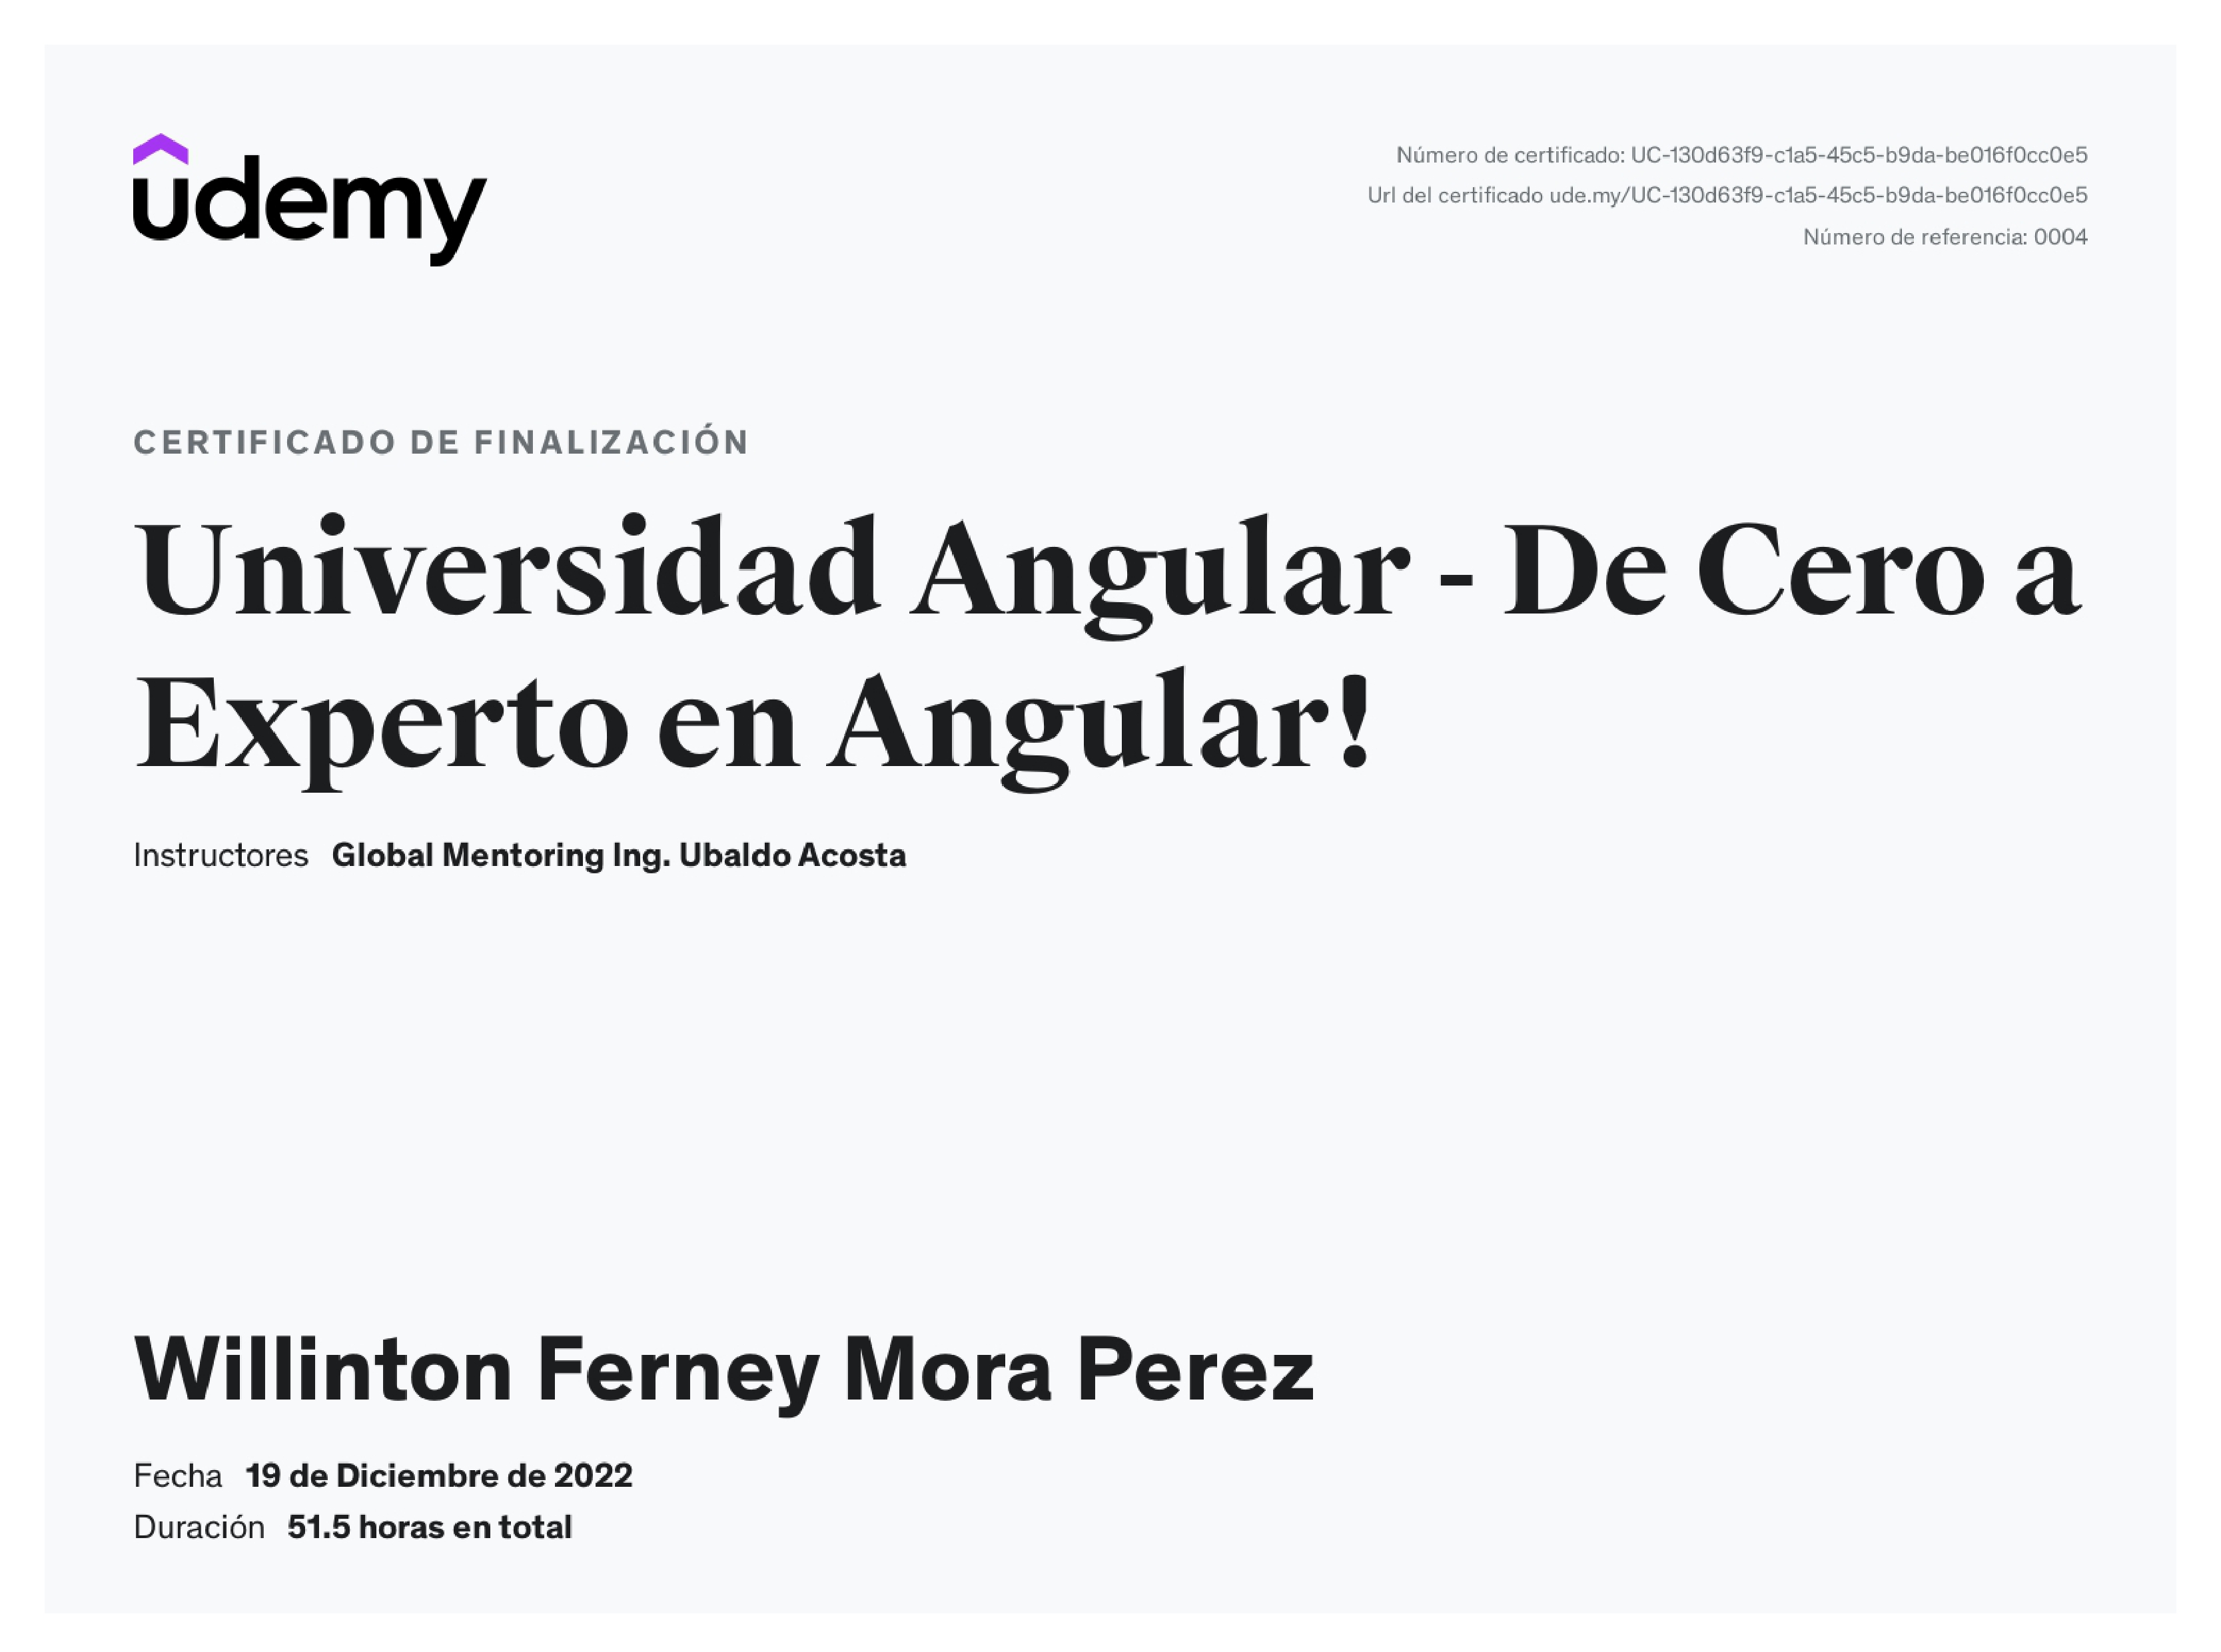 udemy
Número de certificado: UC-130d63f9-c1a5-45c5-b9da-be016f0cc0e5
Url del certificado ude.my/UC-130d63f9-c1a5-45c5-b9da-be016f0cc0e5
Número de referencia: 0004
CERTIFICADO DE FINALIZACIÓN
Universidad Angular - De Cero a
Experto en Angular!
Instructores Global Mentoring Ing. Ubaldo Acosta
Willinton Ferney Mora Perez
Fecha 19 de Diciembre de 2022
Duración 51.5 horas en total